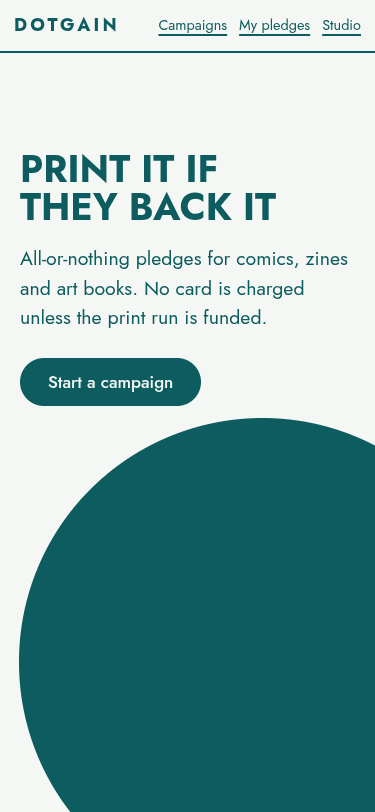 DOTGAIN
Campaigns My pledges Studio
PRINT IT IF
THEY BACK IT
All-or-nothing pledges for comics, zines
and art books. No card is charged
unless the print run is funded.
Start a campaign